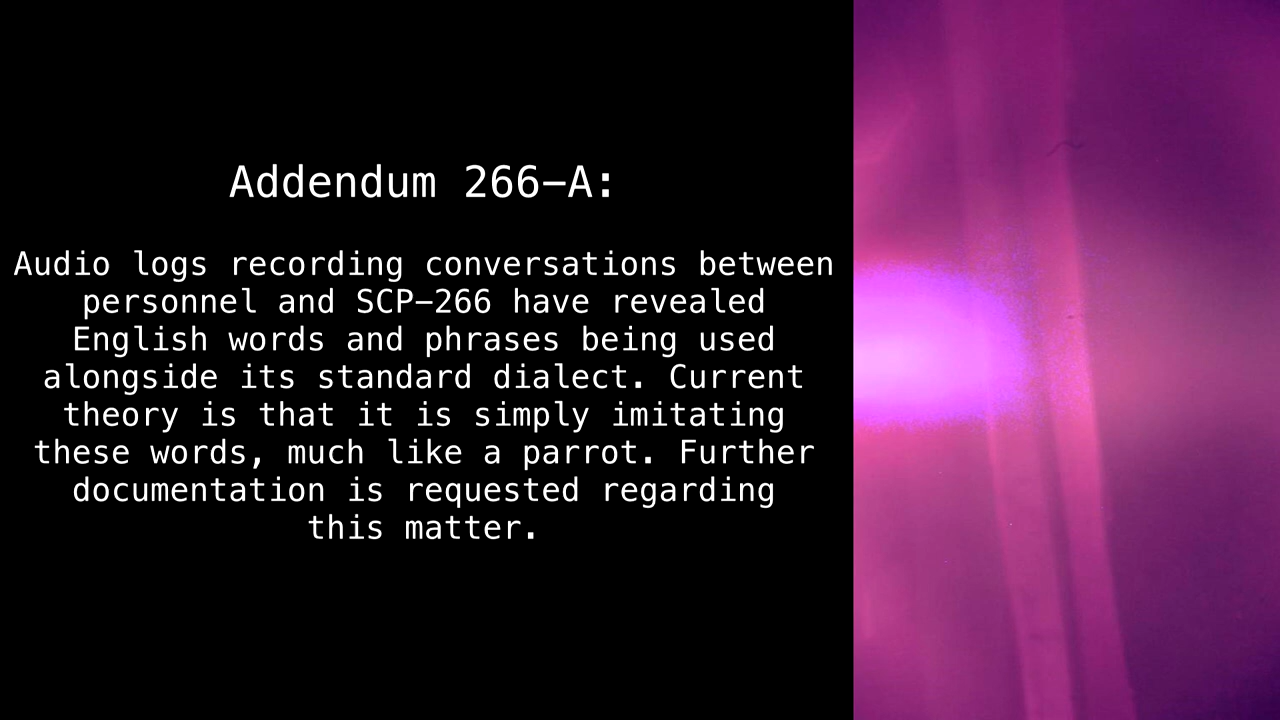 Addendum 266-A:
Audio logs recording conversations between
personnel and SCP-266 have revealed
English words and phrases being used
alongside its standard dialect. Current
theory is that it is simply imitating
these words, much like a parrot. Further
documentation is requested regarding
this matter.